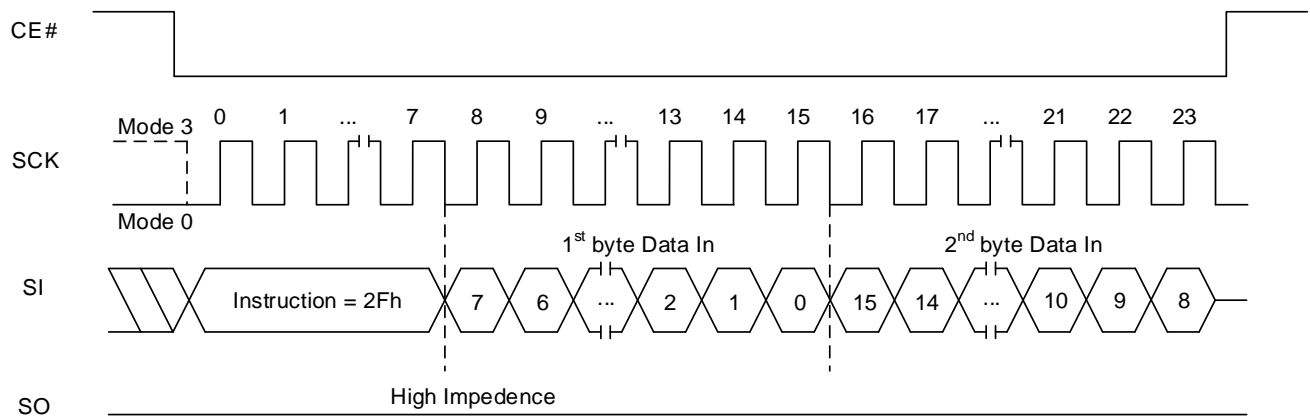 CE#
0 1 ... 7 8 9 ... 13 14 15 16 17 ... 21 22 23
Mode 3
SCK
Mode 0
1st byte Data In 2nd byte Data In
SI
Instruction = 2Fh 7 6 ... 2 1 0 15 14 ... 10 9 8
High Impedence
SO